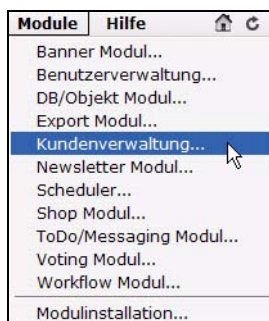 Module Hilfe
Banner Modul...
Benutzerverwaltung...
DB/Objekt Modul...
Export Modul...
Kundenverwaltung...
Newsletter Modul...
Scheduler...
Shop Modul...
ToDo/Messaging Modul...
Voting Modul...
Workflow Modul...
Modulinstallation...